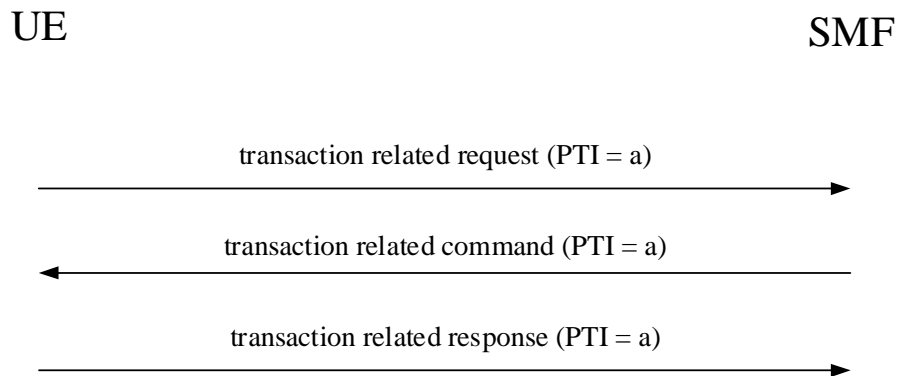 UE
SMF
transaction related request (PTI = a)
transaction related command (PTI = a)
transaction related response (PTI = a)